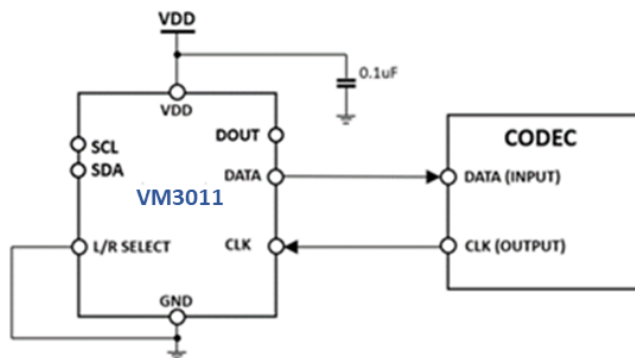 VDD
0.1uF
VDD
DOUT
CODEC
SCL
SDA
DATA
DATA (INPUT)
VM3011
L/R SELECT
CLK
CLK (OUTPUT)
GND